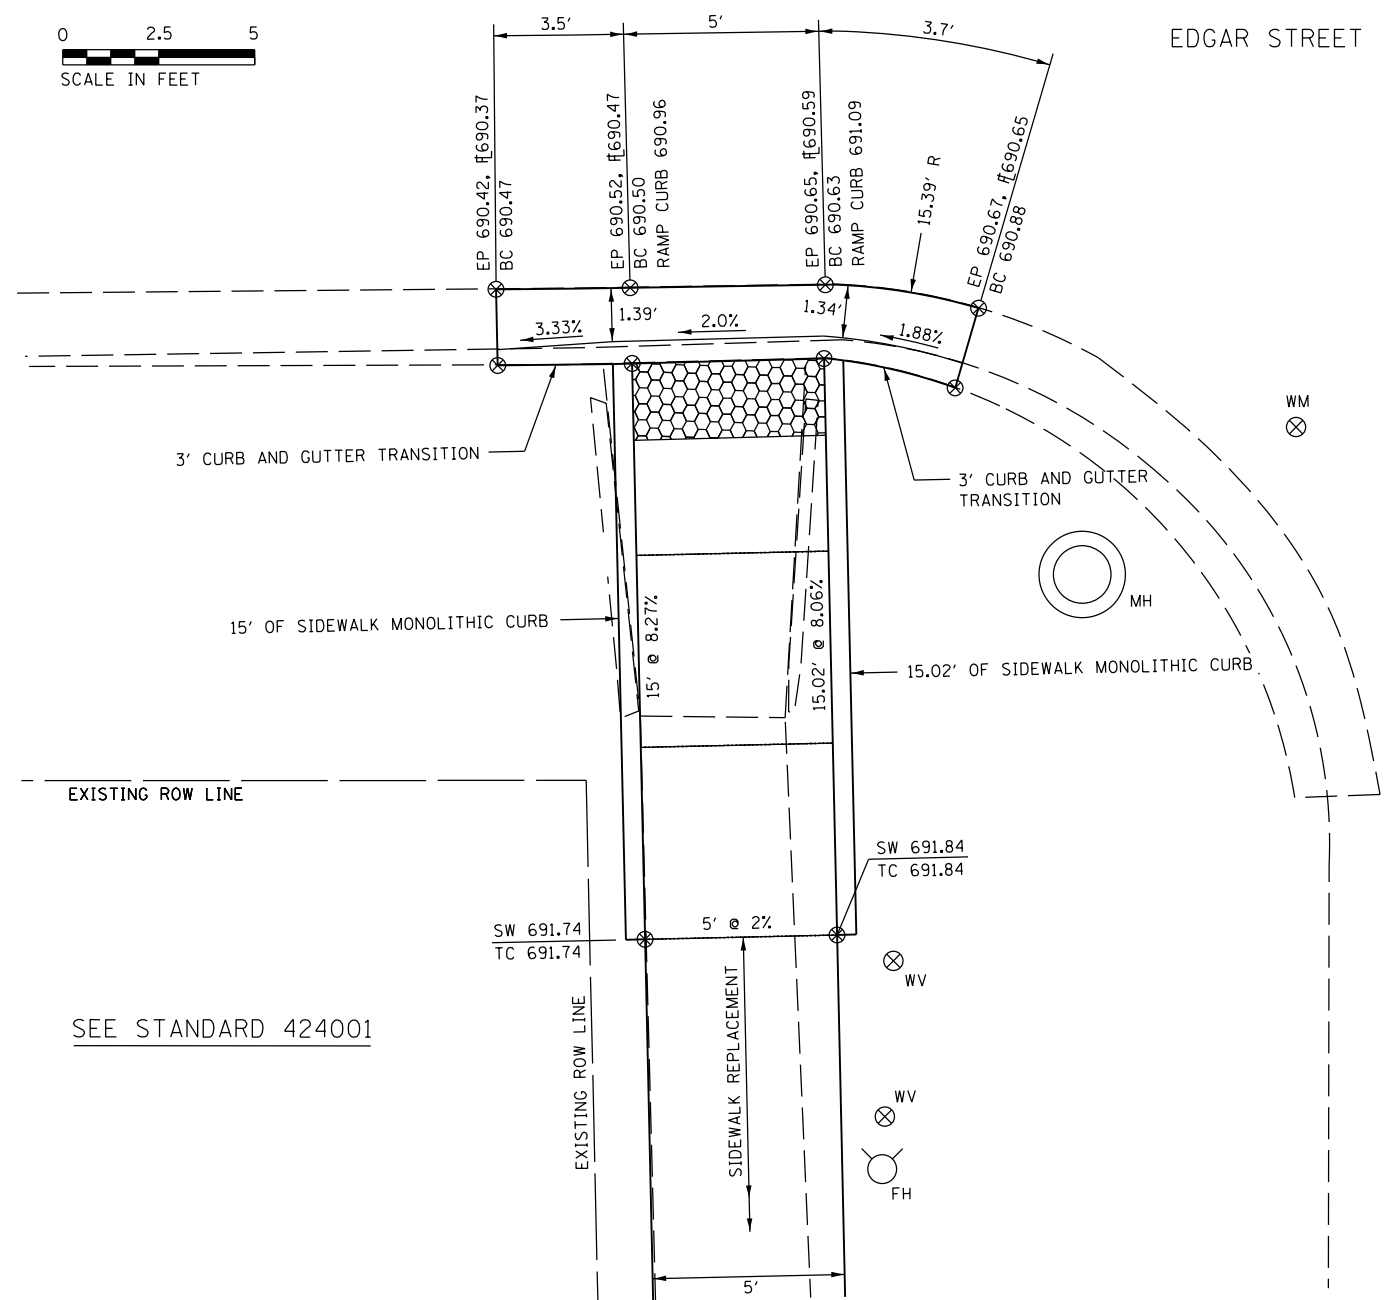 0 2.5 5
SCALE IN FEET
3.5'
5'
3.7'
EDGAR STREET
EP 690.42, ℄690.37
BC 690.47
EP 690.52, ℄690.47
BC 690.50
RAMP CURB 690.96
EP 690.65, ℄690.59
BC 690.63
RAMP CURB 691.09
15.39' R
EP 690.67, ℄690.65
BC 690.88
3.33%
1.39'
2.0%
1.34'
1.88%
WM
3' CURB AND GUTTER TRANSITION
3' CURB AND GUTTER
TRANSITION
MH
15' OF SIDEWALK MONOLITHIC CURB
15' @ 8.27%
15.02' @ 8.06%
15.02' OF SIDEWALK MONOLITHIC CURB
EXISTING ROW LINE
SW 691.84
TC 691.84
SW 691.74
TC 691.74
5' @ 2%
WV
SIDEWALK REPLACEMENT
EXISTING ROW LINE
SEE STANDARD 424001
WV
FH
5'